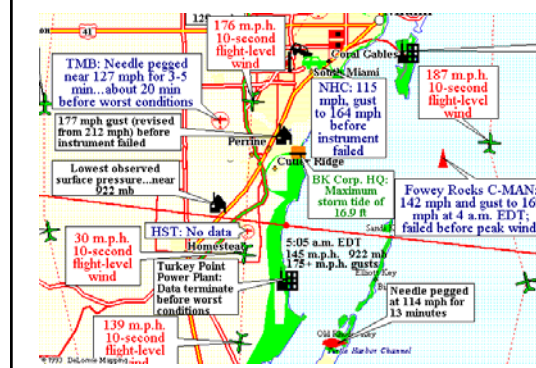 129
41
176 m.p.h.
10-second
flight-level
wind
Coral Gables
South Miami
TMB: Needle pegged
near 127 mph for 3-5
min...about 20 min
before worst conditions
NHC: 115
mph, gust
to 164 mph
before
instrument
failed
187 m.p.h.
10-second
flight-level
wind
177 mph gust (revised
from 212 mph) before
instrument failed
Perrine
Cutler Ridge
Lowest observed
surface pressure...near
922 mb
BK Corp. HQ:
Maximum
storm tide of
16.9 ft
Fowey Rocks C-MAN:
142 mph and gust to 16
mph at 4 a.m. EDT;
failed before peak wind
HST: No data
Homestead
30 m.p.h.
10-second
flight-level
wind
5:05 a.m. EDT
145 m.p.h. 922 mb
175+ m.p.h. gusts
Elliott Key
Turkey Point
Power Plant:
Data terminate
before worst
conditions
Needle pegged
at 114 mph for
13 minutes
139 m.p.h.
10-second
flight-level
wind
Harbor Channel
© 1993 DeLorme Mapping